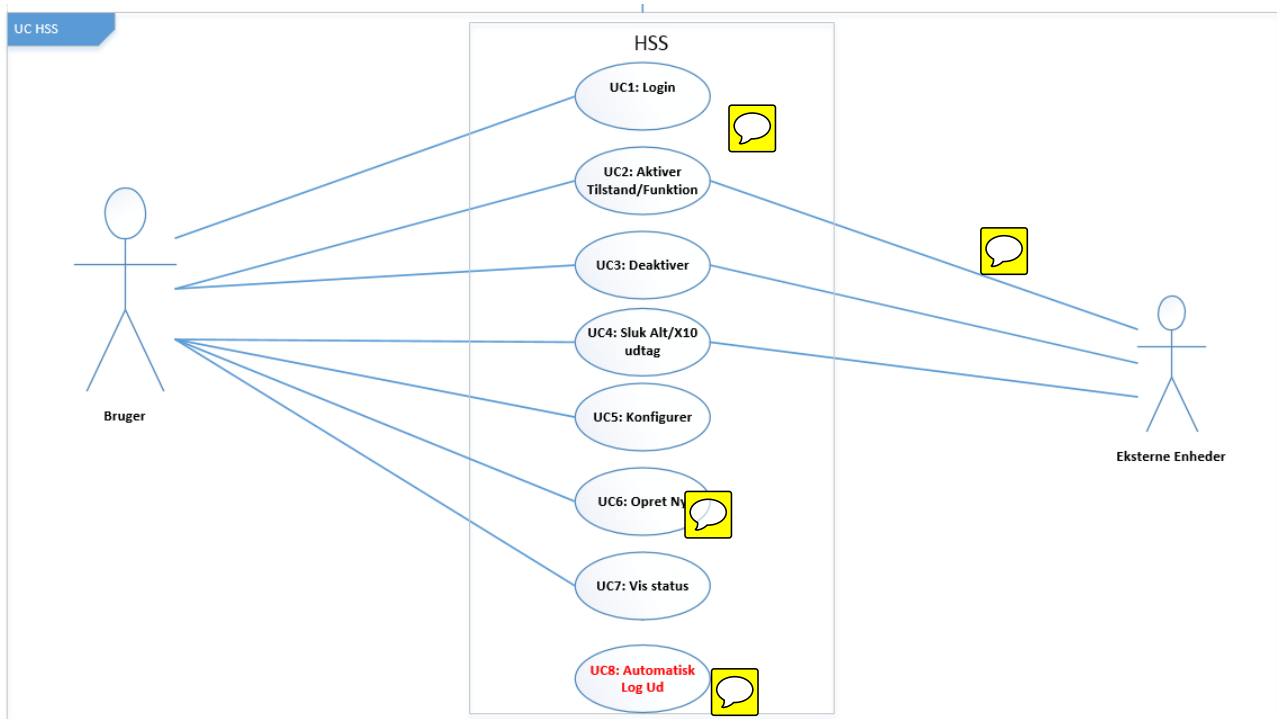 UC HSS
HSS
UC1: Login
UC2: Aktiver
Tilstand/Funktion
UC3: Deaktiver
UC4: Sluk Alt/X10
udtag
UC5: Konfigurer
UC6: Opret Ny
UC7: Vis status
UC8: Automatisk
Log Ud
Bruger
Eksterne Enheder